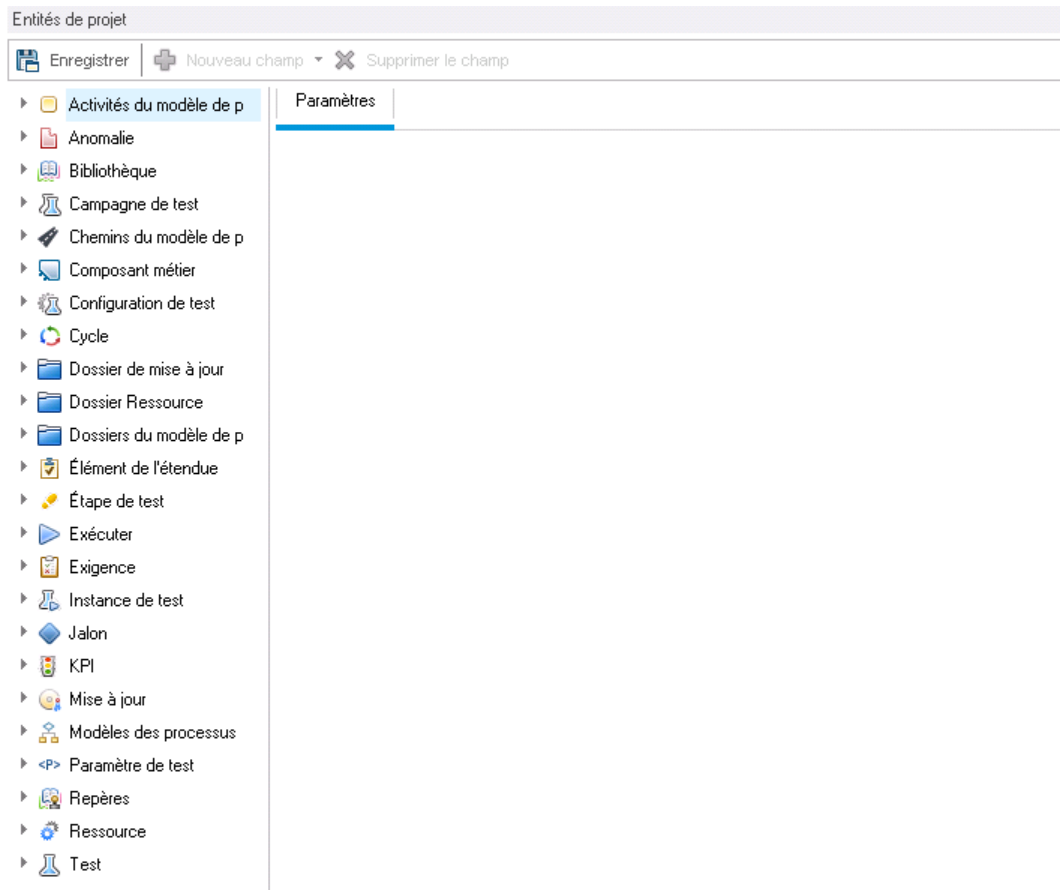 Entités de projet
Enregistrer Nouveau champ Supprimer le champ
Activités du modèle de p
Paramètres
Anomalie
Bibliothèque
Campagne de test
Chemins du modèle de p
Composant métier
Configuration de test
Cycle
Dossier de mise à jour
Dossier Ressource
Dossiers du modèle de p
Élément de l'étendue
Étape de test
Exécuter
Exigence
Instance de test
Jalon
KPI
Mise à jour
Modèles des processus
<P> Paramètre de test
Repères
Ressource
Test